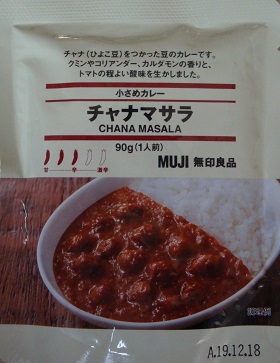 チャナ（ひよこ豆）をつかった豆のカレーです。
クミンやコリアンダー、カルダモンの香りと、
トマトの程よい酸味を生かしました。
小さめカレー
チャナマサラ
CHANA MASALA
90g（1人前）
MUJI 無印良品
甘 辛 激辛
A.19.12.18